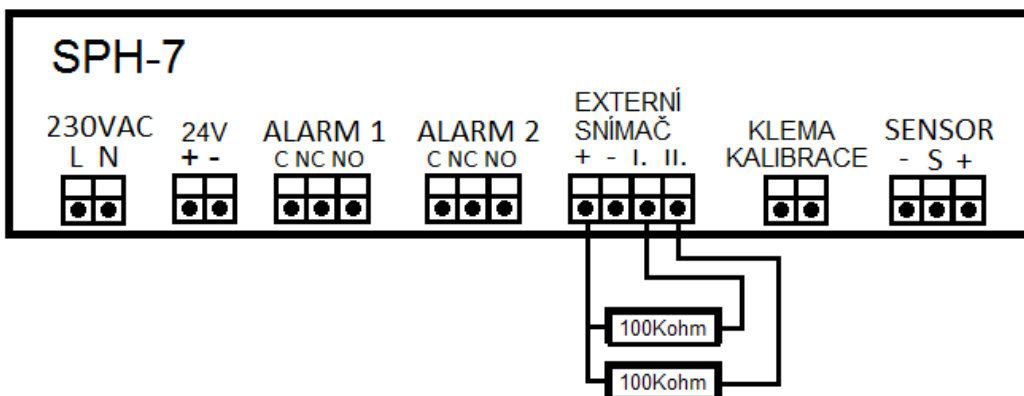 SPH-7
230VAC
L N
24V
+ -
ALARM 1
C NC NO
ALARM 2
C NC NO
EXTERNÍ
SNÍMAČ
+ - I. II.
KLEMA
KALIBRACE
SENSOR
- S +
100Kohm
100Kohm